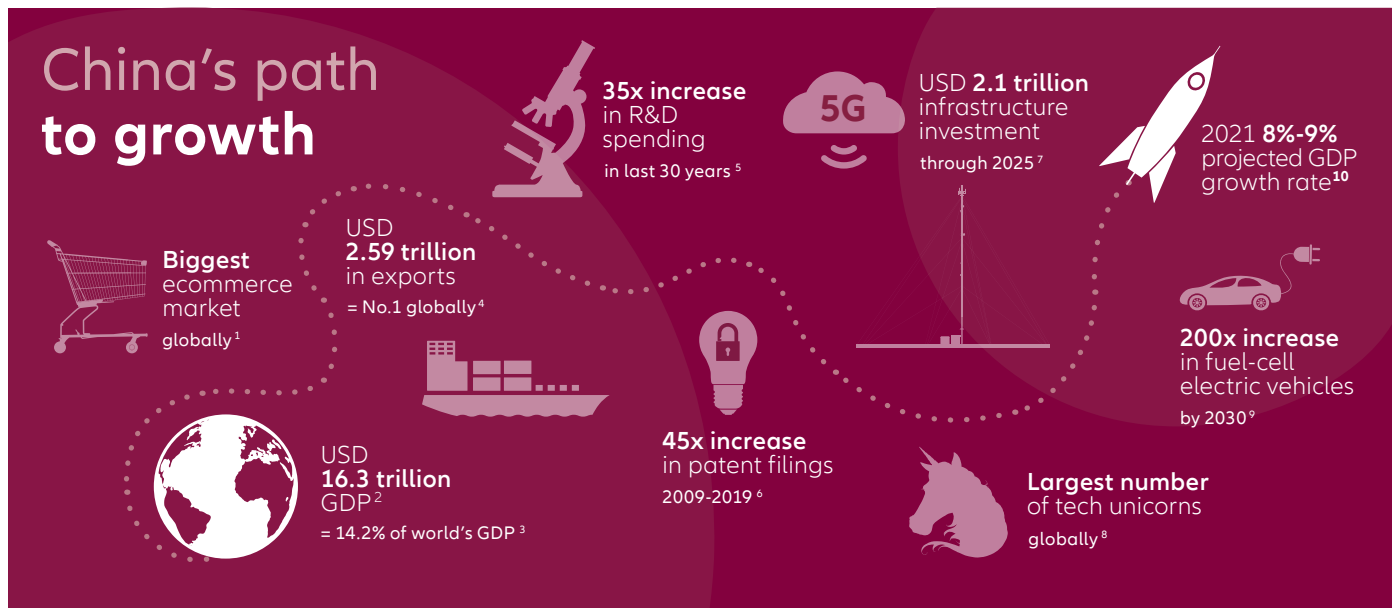 China's path
to growth
Biggest
ecommerce
market
globally 1
USD
16.3 trillion
GDP 2
= 14.2% of world's GDP 3
USD
2.59 trillion
in exports
= No.1 globally 4
35x increase
in R&D
spending
in last 30 years 5
45x increase
in patent filings
2009-2019 6
5G
USD 2.1 trillion
infrastructure
investment
through 2025 7
Largest number
of tech unicorns
globally 8
200x increase
in fuel-cell
electric vehicles
by 2030 9
2021 8%-9%
projected GDP
growth rate 10